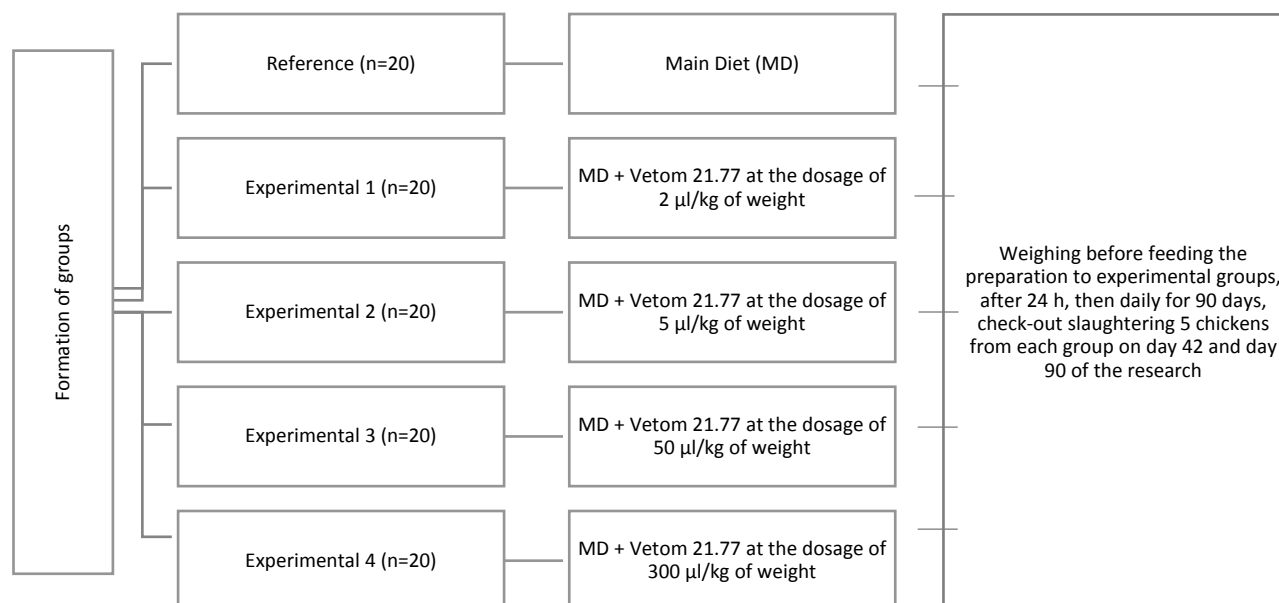 Formation of groups
Reference (n=20)
Main Diet (MD)
Experimental 1 (n=20)
MD + Vetom 21.77 at the dosage of
2 µl/kg of weight
Experimental 2 (n=20)
MD + Vetom 21.77 at the dosage of
5 µl/kg of weight
Experimental 3 (n=20)
MD + Vetom 21.77 at the dosage of
50 µl/kg of weight
Experimental 4 (n=20)
MD + Vetom 21.77 at the dosage of
300 µl/kg of weight
Weighing before feeding the
preparation to experimental groups,
after 24 h, then daily for 90 days,
check-out slaughtering 5 chickens
from each group on day 42 and day
90 of the research